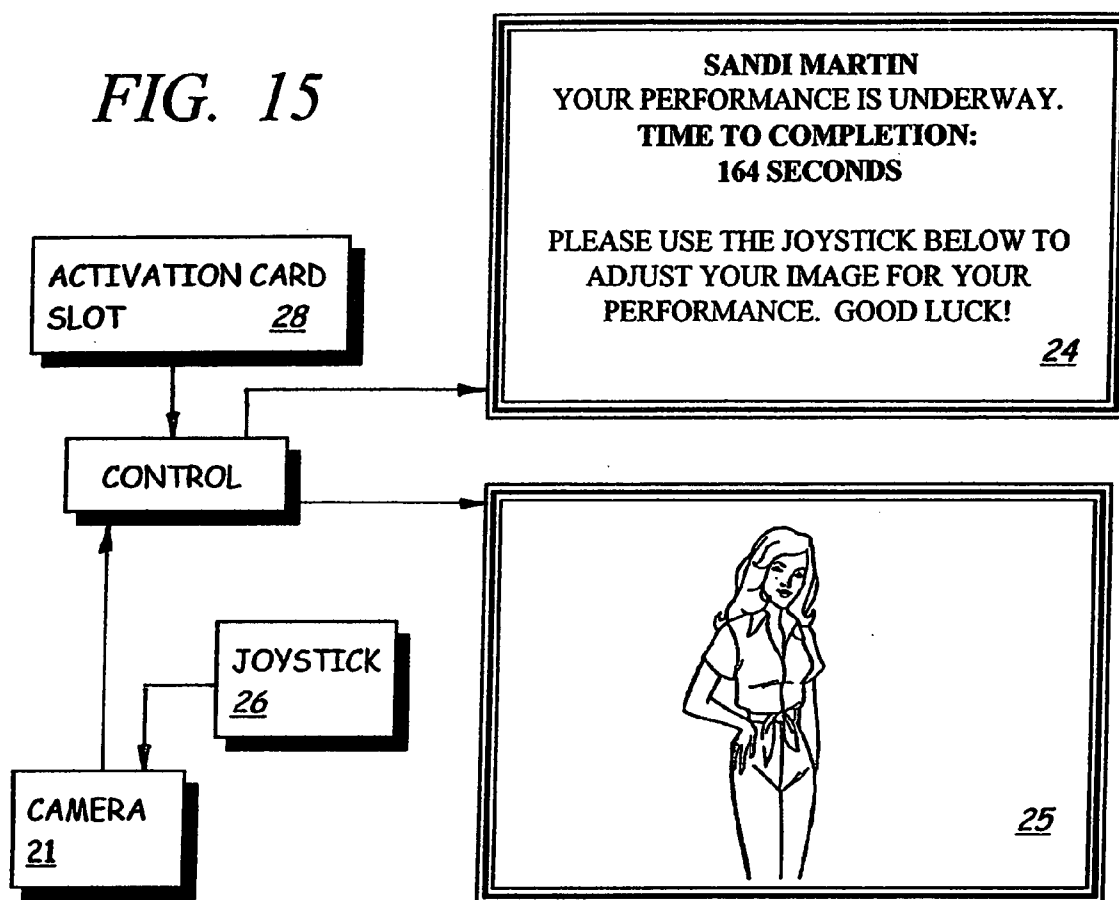 FIG. 15
SANDI MARTIN
YOUR PERFORMANCE IS UNDERWAY.
TIME TO COMPLETION:
164 SECONDS
PLEASE USE THE JOYSTICK BELOW TO
ADJUST YOUR IMAGE FOR YOUR
PERFORMANCE. GOOD LUCK!
24
ACTIVATION CARD
SLOT 28
CONTROL
JOYSTICK
26
CAMERA
21
25